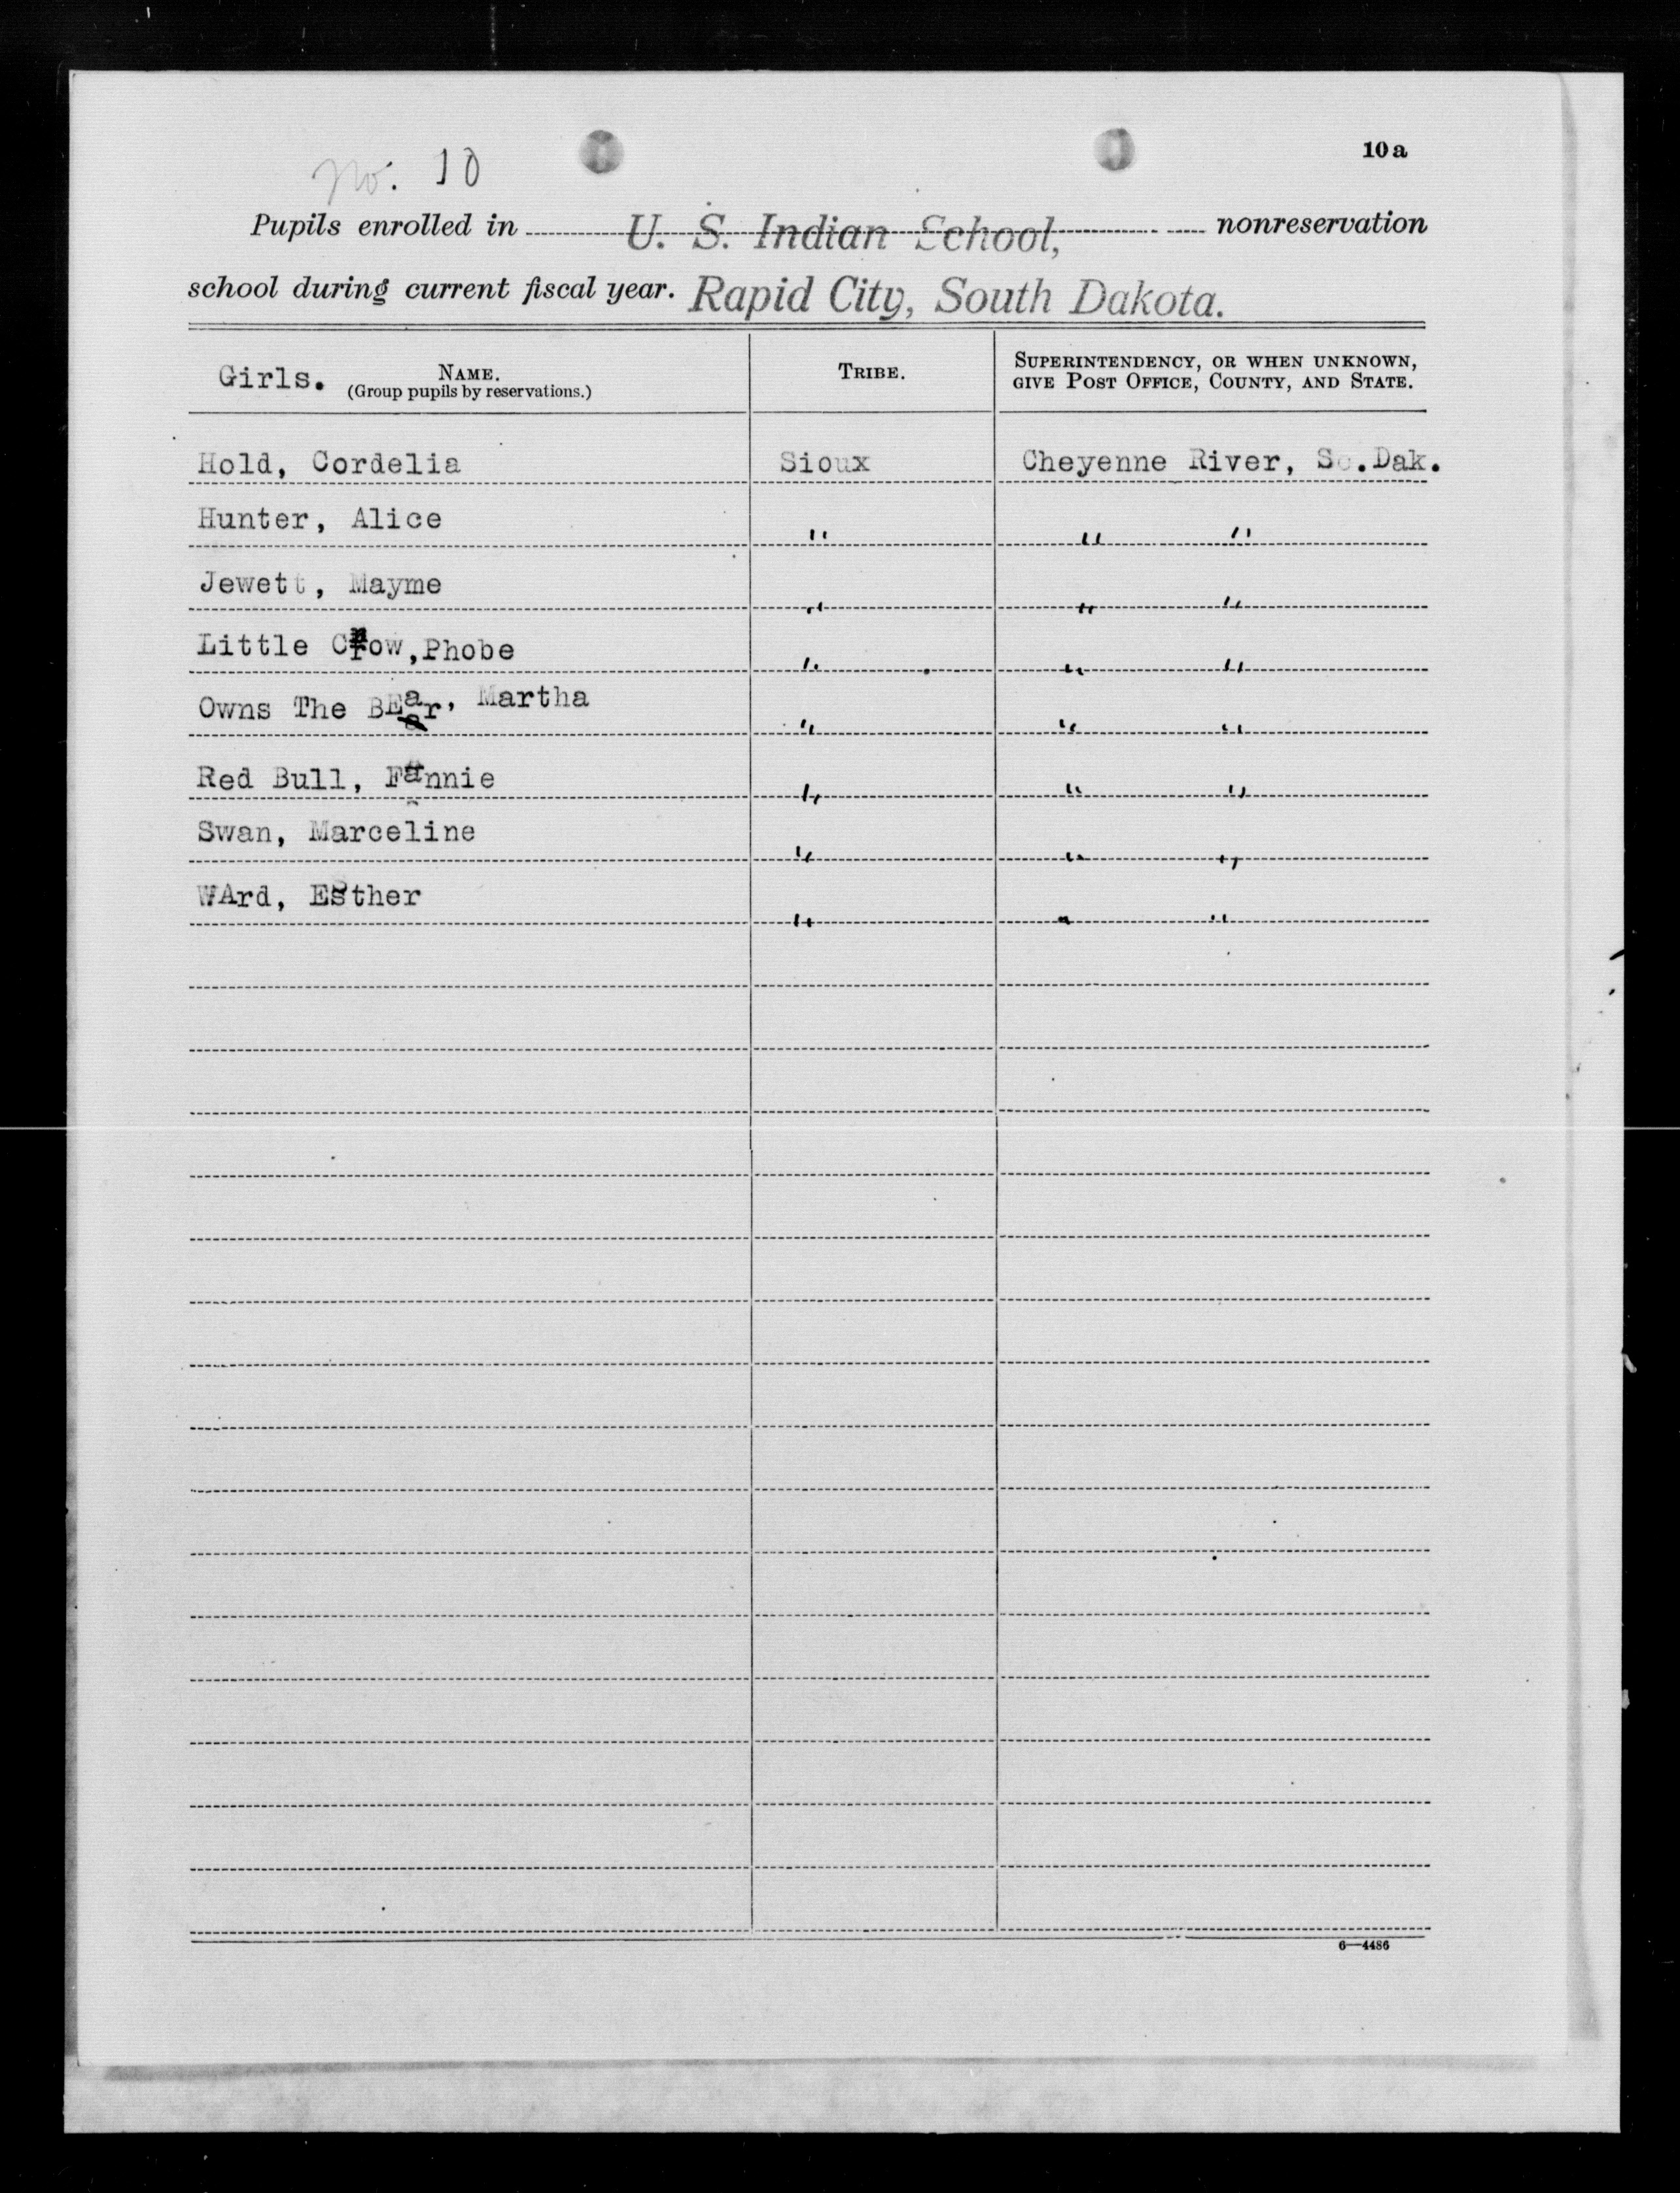 No. 10
10a
Pupils enrolled in U. S. Indian School, nonreservation
school during current fiscal year. Rapid City, South Dakota.
Girls. NAME. TRIBE. SUPERINTENDENCY, OR WHEN UNKNOWN,
(Group pupils by reservations.) GIVE POST OFFICE, COUNTY, AND STATE.
Hold, Cordelia Sioux Cheyenne River, So.Dak.
Hunter, Alice " " "
Jewett, Mayme " " "
Little Crow,Phobe " " "
Owns The BEar, Martha " " "
Red Bull, Fannie " " "
Swan, Marceline " " "
WArd, Esther " " "
6—4486